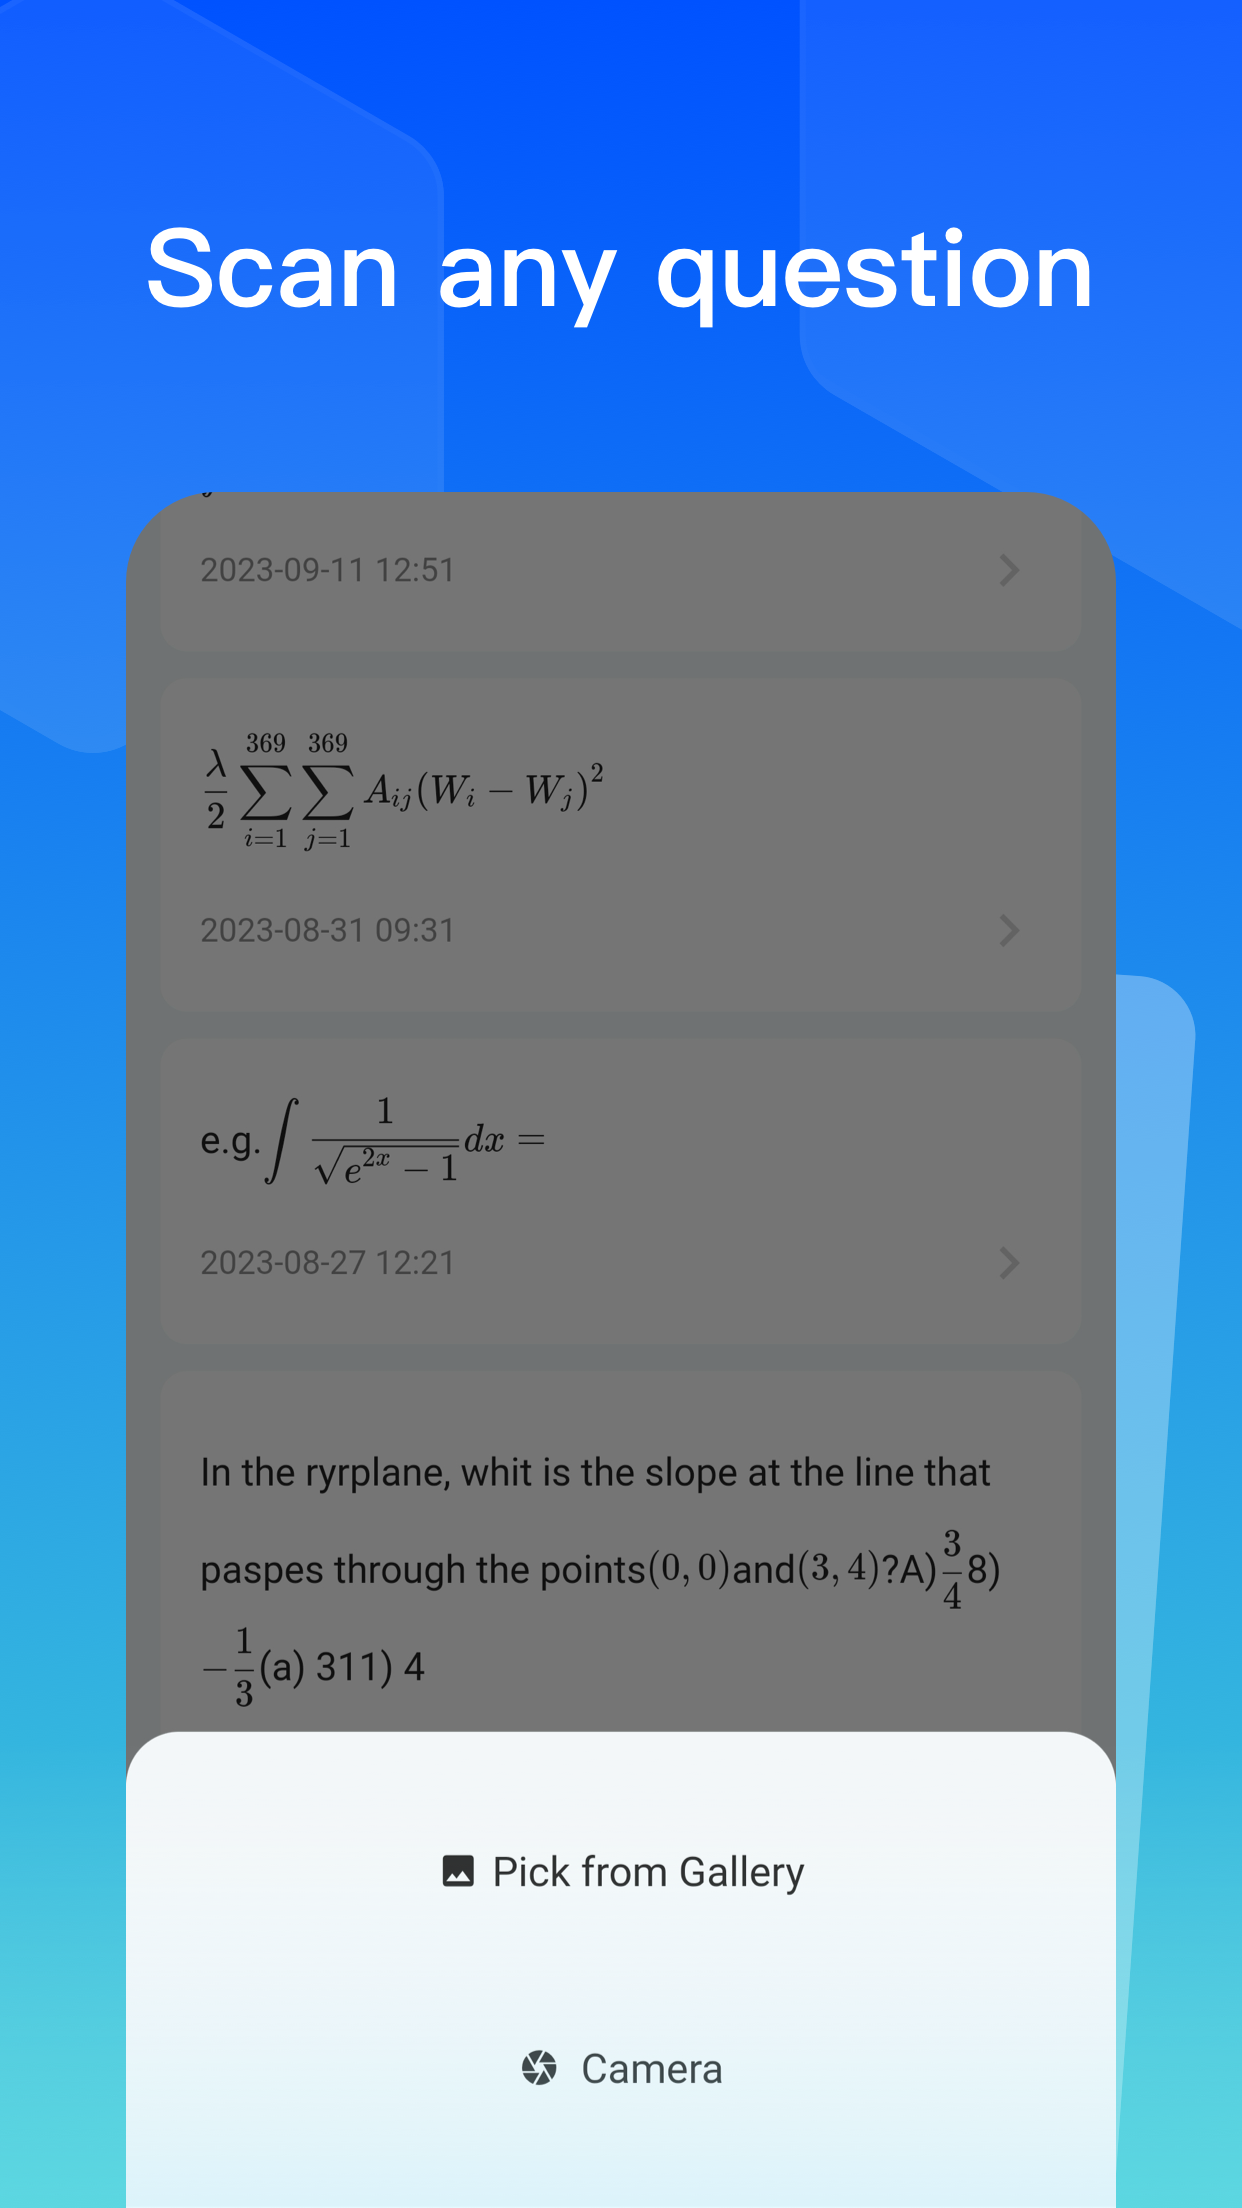 Scan any question
2023-09-11 12:51
\frac{λ}{2} \sum_{i=1}^{369} \sum_{j=1}^{369} A_{ij}(W_i − W_j)^2
2023-08-31 09:31
e.g. \int \frac{1}{\sqrt{e^{2x} − 1}} dx =
2023-08-27 12:21
In the ryrplane, whit is the slope at the line that
paspes through the points(0, 0)and(3, 4)?A)\frac{3}{4}8)
−\frac{1}{3}(a) 311) 4
Pick from Gallery
Camera